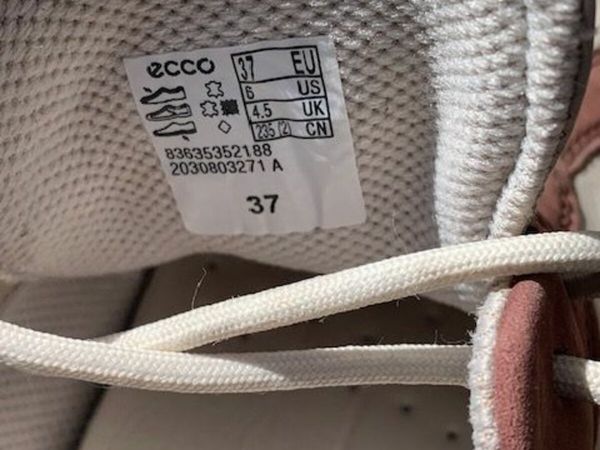 ecco
37 EU
6 US
4.5 UK
235 (2) CN
83635352188
2030803271 A
37